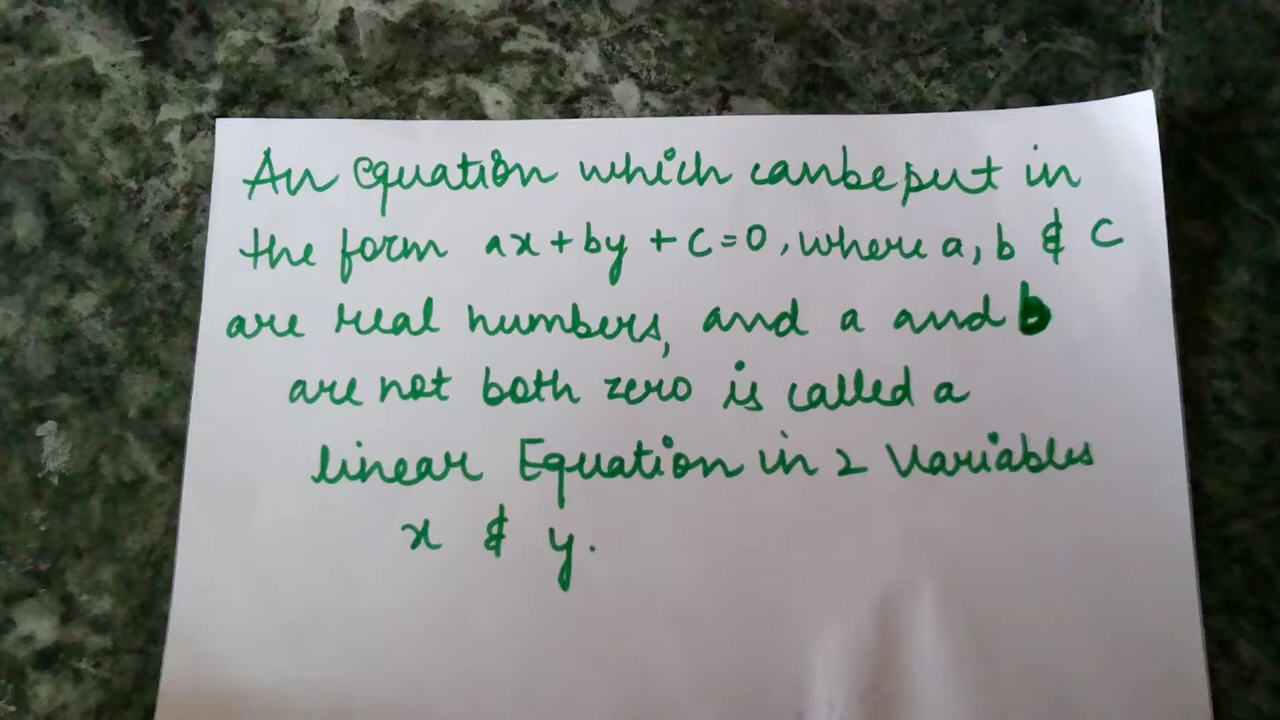 An Equation which canbeput in
the form ax + by + c = 0, where a, b & c
are real numbers, and a and b
are not both zero is called a
linear Equation in 2 Variables
x & y.